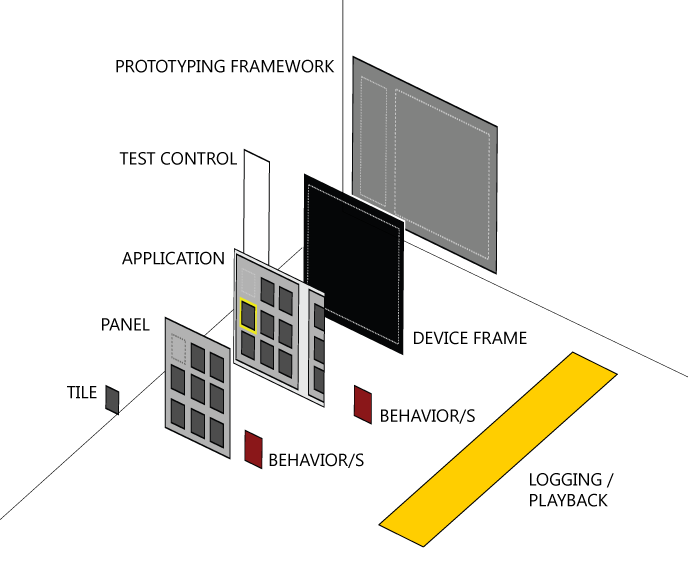 PROTOTYPING FRAMEWORK
TEST CONTROL
APPLICATION
PANEL
DEVICE FRAME
TILE
BEHAVIOR/S
BEHAVIOR/S
LOGGING /
PLAYBACK